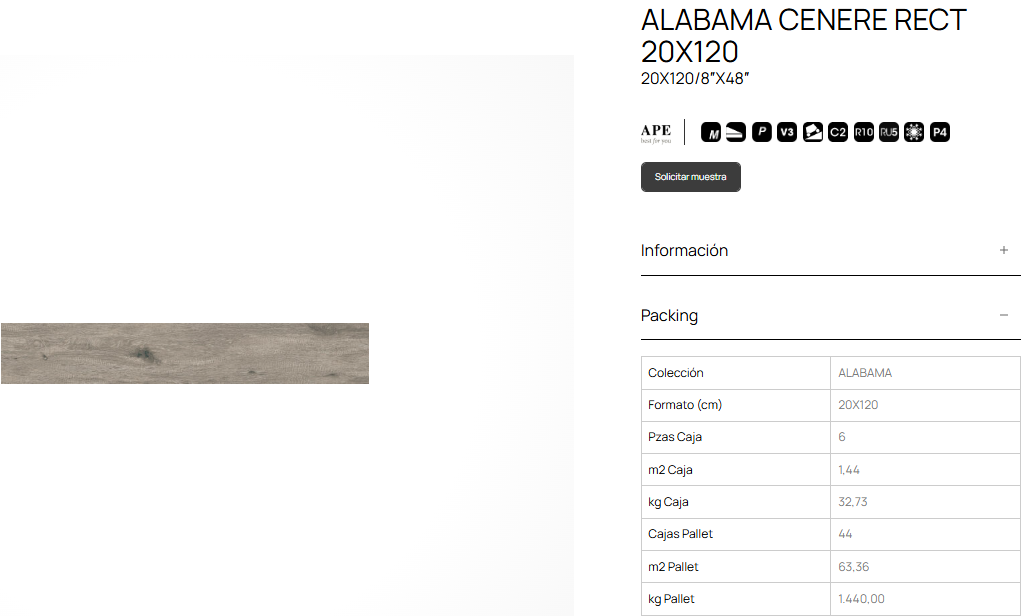 ALABAMA CENERE RECT
20X120
20X120/8”X48”
APE
best for you
M P V3 C2 R10 RU5 P4
Solicitar muestra
Información +
Packing −
Colección ALABAMA
Formato (cm) 20X120
Pzas Caja 6
m2 Caja 1,44
kg Caja 32,73
Cajas Pallet 44
m2 Pallet 63,36
kg Pallet 1.440,00